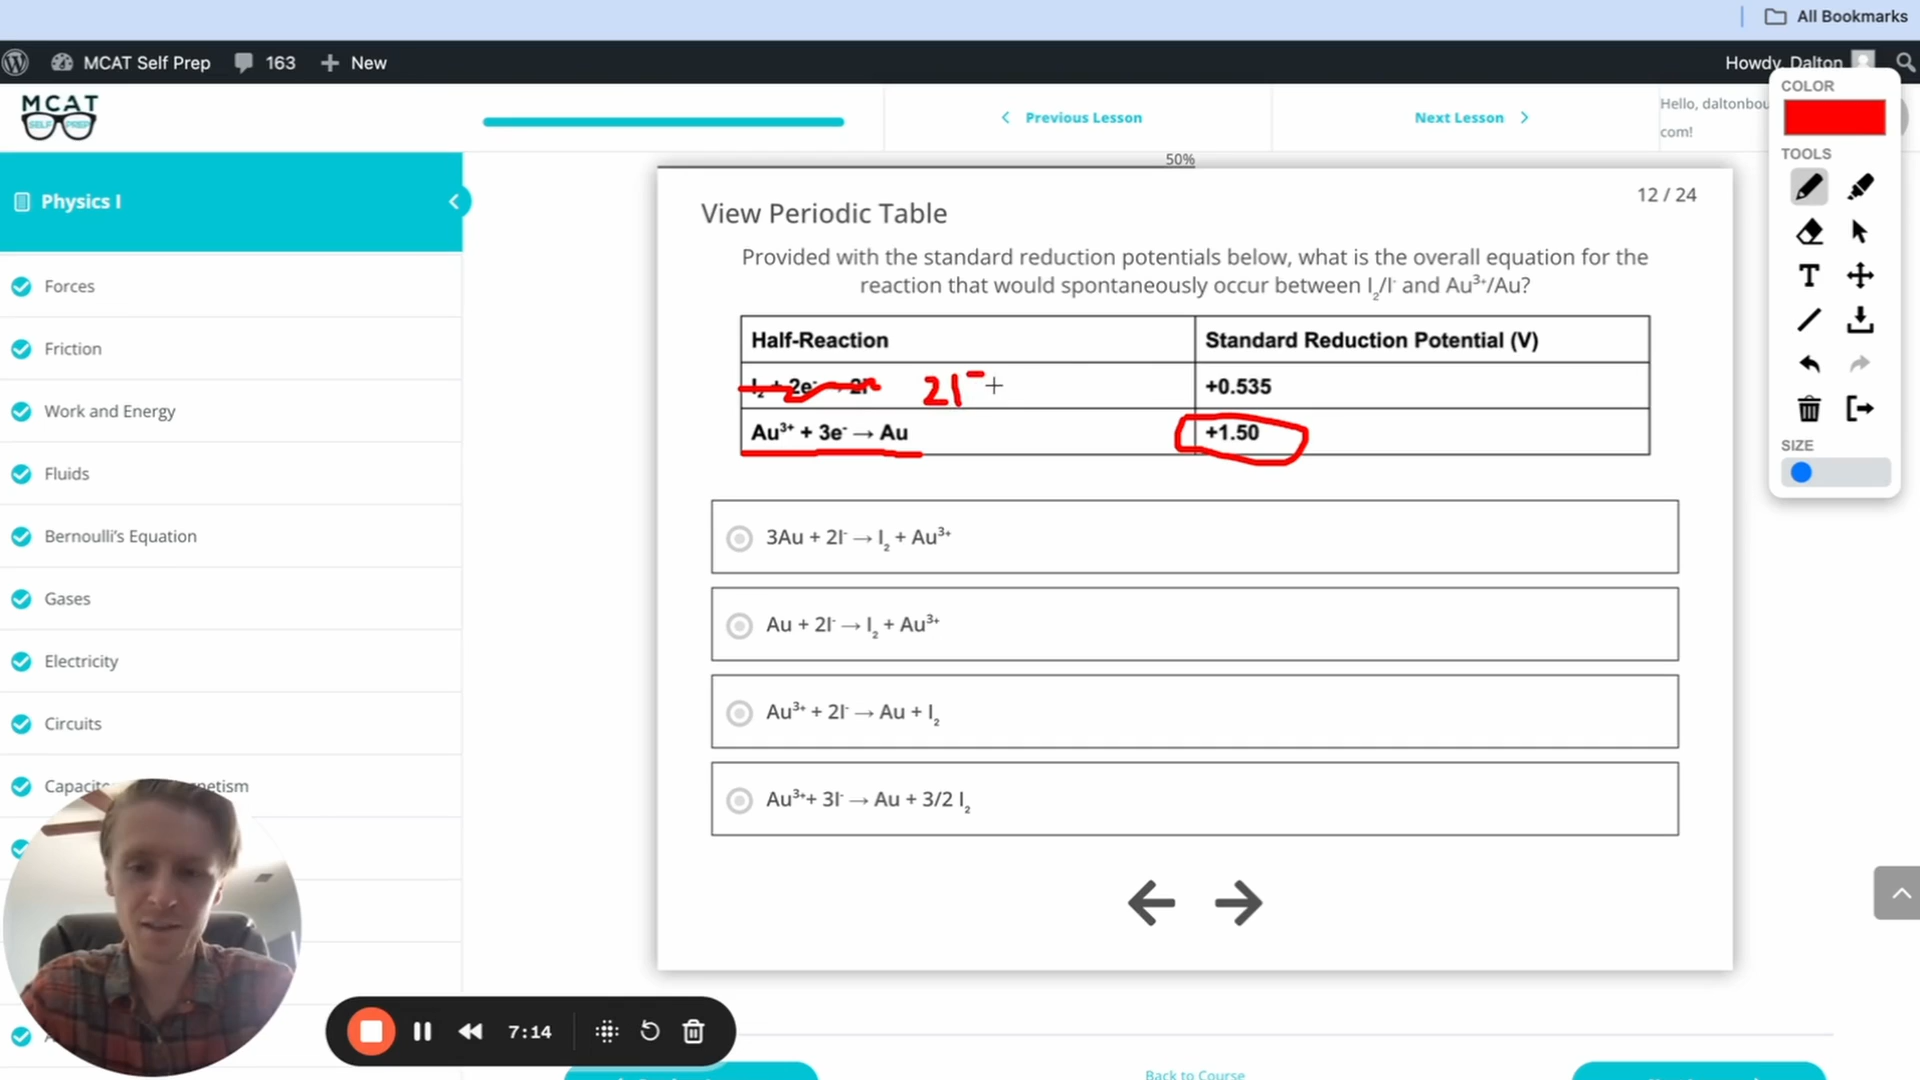 All Bookmarks
MCAT Self Prep 163 New
Howdy, Dalton
COLOR
MCAT
SELF PREP
Previous Lesson
Next Lesson
Hello, daltonbou
com!
TOOLS
SIZE
Physics I
Forces
Friction
Work and Energy
Fluids
Bernoulli's Equation
Gases
Electricity
Circuits
50%
12 / 24
View Periodic Table
Provided with the standard reduction potentials below, what is the overall equation for the
reaction that would spontaneously occur between I₂/I⁻ and Au³⁺/Au?
Half-Reaction Standard Reduction Potential (V)
I₂ + 2e⁻ → 2I⁻ 2I⁻ +0.535
Au³⁺ + 3e⁻ → Au +1.50
3Au + 2I⁻ → I₂ + Au³⁺
Au + 2I⁻ → I₂ + Au³⁺
Au³⁺ + 2I⁻ → Au + I₂
Au³⁺+ 3I⁻ → Au + 3/2 I₂
7:14
Back to Course